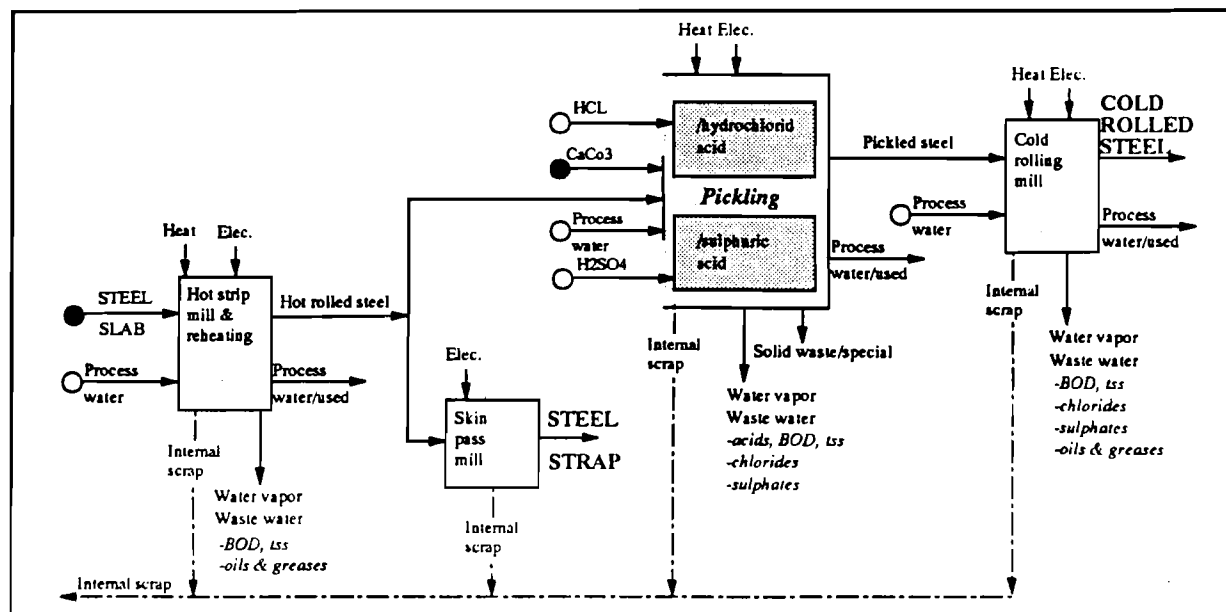 Heat Elec.
HCL
/hydrochlorid
acid
CaCo3
Pickling
Process
water
H2SO4
/sulphuric
acid
Pickled steel
Process
water/used
Internal
scrap
Solid waste/special
Water vapor
Waste water
-acids, BOD, tss
-chlorides
-sulphates
Heat Elec.
Cold
rolling
mill
COLD
ROLLED
STEEL
Process
water
Process
water/used
Internal
scrap
Water vapor
Waste water
-BOD, tss
-chlorides
-sulphates
-oils & greases
Heat Elec.
STEEL
SLAB
Hot strip
mill &
reheating
Hot rolled steel
Process
water
Process
water/used
Internal
scrap
Water vapor
Waste water
-BOD, tss
-oils & greases
Elec.
Skin
pass
mill
STEEL
STRAP
Internal
scrap
Internal scrap